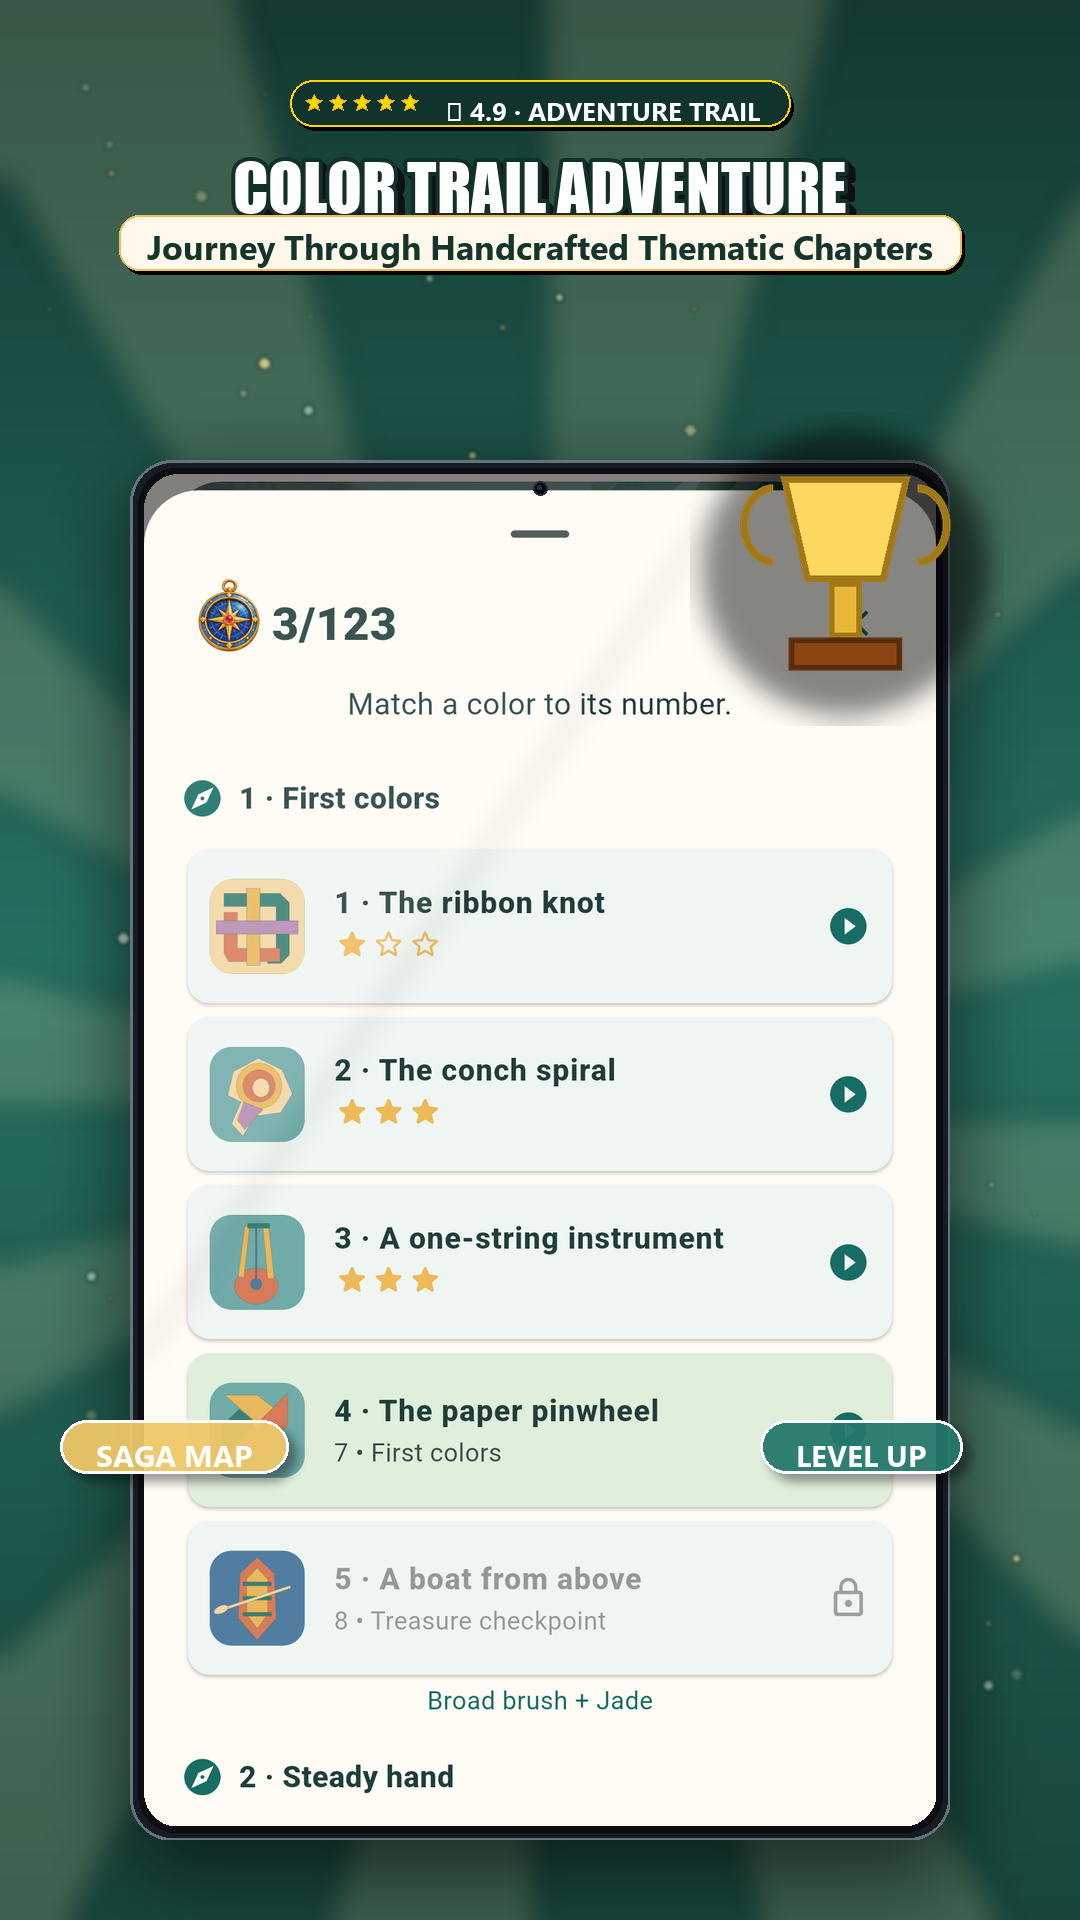 4.9 · ADVENTURE TRAIL
COLOR TRAIL ADVENTURE
Journey Through Handcrafted Thematic Chapters
3/123
Match a color to its number.
1 · First colors
1 · The ribbon knot
2 · The conch spiral
3 · A one-string instrument
4 · The paper pinwheel
7 • First colors
SAGA MAP
LEVEL UP
5 · A boat from above
8 • Treasure checkpoint
Broad brush + Jade
2 · Steady hand